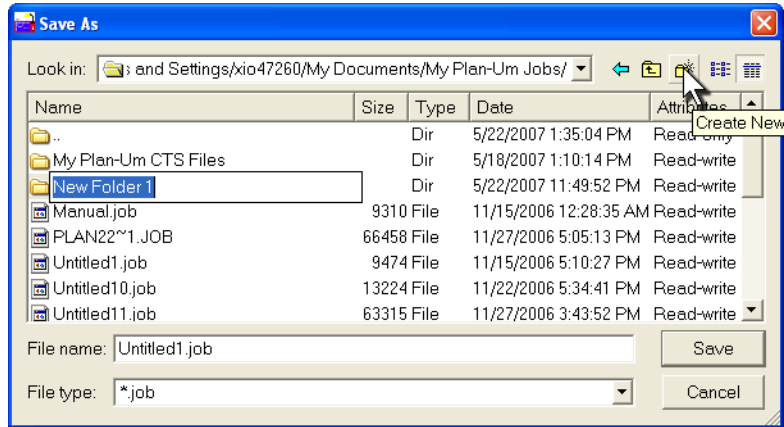 Save As
Look in: s and Settings/xio47260/My Documents/My Plan-Um Jobs/
Name Size Type Date Attributes
Create New
.. Dir 5/22/2007 1:35:04 PM Read-only
My Plan-Um CTS Files Dir 5/18/2007 1:10:14 PM Read-write
New Folder 1 Dir 5/22/2007 11:49:52 PM Read-write
Manual.job 9310 File 11/15/2006 12:28:35 AM Read-write
PLAN22~1.JOB 66458 File 11/27/2006 5:05:13 PM Read-write
Untitled1.job 9474 File 11/15/2006 5:10:27 PM Read-write
Untitled10.job 13224 File 11/22/2006 5:34:41 PM Read-write
Untitled11.job 63315 File 11/27/2006 3:43:52 PM Read-write
File name: Untitled1.job Save
File type: *.job Cancel